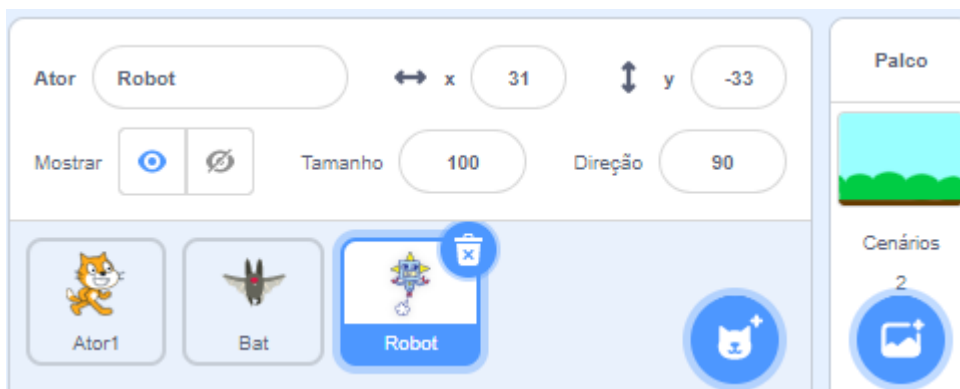 Ator Robot x 31 y -33
Mostrar Tamanho 100 Direção 90
Ator1 Bat Robot
Palco
Cenários
2